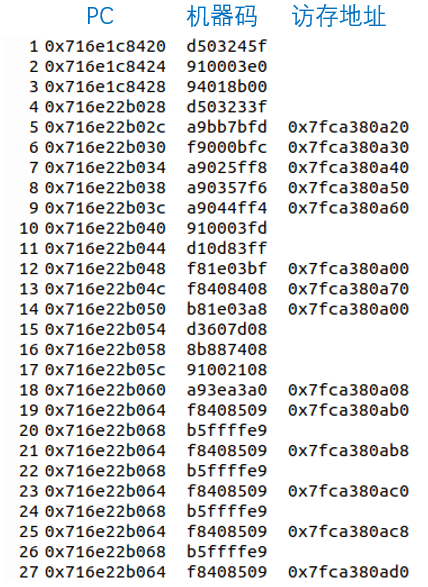 PC 机器码 访存地址
1 0x716e1c8420 d503245f
2 0x716e1c8424 910003e0
3 0x716e1c8428 94018b00
4 0x716e22b028 d503233f
5 0x716e22b02c a9bb7bfd 0x7fca380a20
6 0x716e22b030 f9000bfc 0x7fca380a30
7 0x716e22b034 a9025ff8 0x7fca380a40
8 0x716e22b038 a90357f6 0x7fca380a50
9 0x716e22b03c a9044ff4 0x7fca380a60
10 0x716e22b040 910003fd
11 0x716e22b044 d10d83ff
12 0x716e22b048 f81e03bf 0x7fca380a00
13 0x716e22b04c f8408408 0x7fca380a70
14 0x716e22b050 b81e03a8 0x7fca380a00
15 0x716e22b054 d3607d08
16 0x716e22b058 8b887408
17 0x716e22b05c 91002108
18 0x716e22b060 a93ea3a0 0x7fca380a08
19 0x716e22b064 f8408509 0x7fca380ab0
20 0x716e22b068 b5ffffe9
21 0x716e22b064 f8408509 0x7fca380ab8
22 0x716e22b068 b5ffffe9
23 0x716e22b064 f8408509 0x7fca380ac0
24 0x716e22b068 b5ffffe9
25 0x716e22b064 f8408509 0x7fca380ac8
26 0x716e22b068 b5ffffe9
27 0x716e22b064 f8408509 0x7fca380ad0